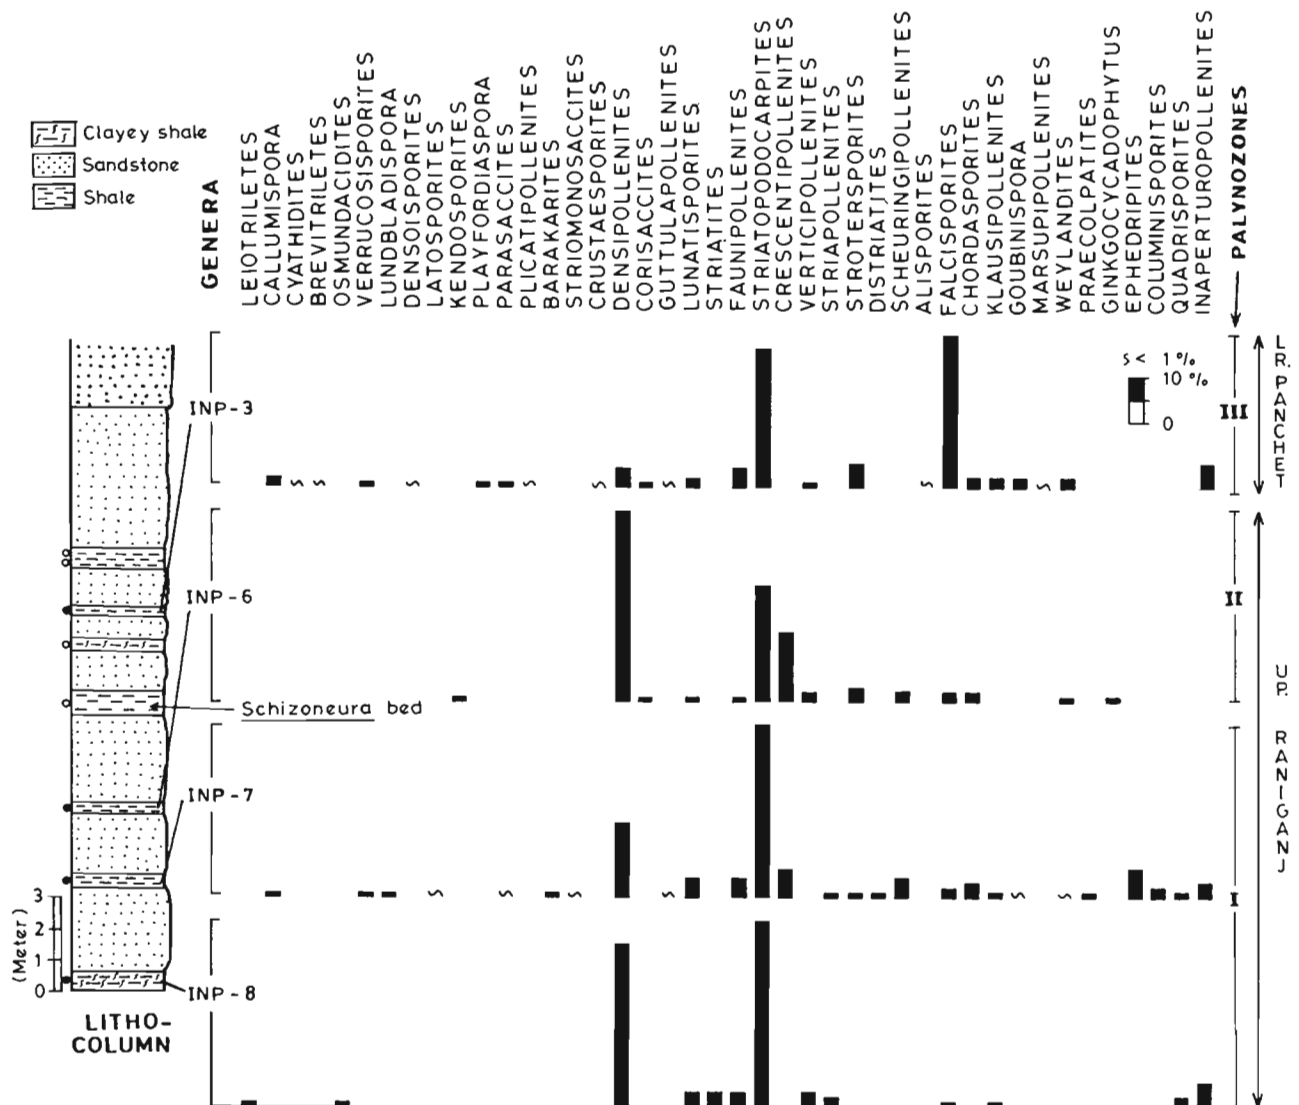 Clayey shale
Sandstone
Shale
GENERA
LEIOTRILETES
CALLUMISPORA
CYATHIDITES
BREVITRILETES
OSMUNDACIDITES
VERRUCOSISPORITES
LUNDBLADISPORA
DENSOISPORITES
LATOSPORITES
KENDOSPORITES
PLAYFORDIASPORA
PARASACCITES
PLICATIPOLLENITES
BARAKARITES
STRIOMONOSACCITES
CRUSTAESPORITES
DENSIPOLLENITES
CORISACCITES
GUTTULAPOLLENITES
LUNATISPORITES
STRIATITES
FAUNIPOLLENITES
STRIATOPODOCARPITES
CRESCENTIPOLLENITES
VERTICIPOLLENITES
STRIAPOLLENITES
STROTERSPORITES
DISTRIATITES
SCHEURINGIPOLLENITES
ALISPORITES
FALCISPORITES
CHORDASPORITES
KLAUSIPOLLENITES
GOUBINISPORA
MARSUPIPOLLENITES
WEYLANDITES
PRAECOLPATITES
GINKGOCYCADOPHYTUS
EPHEDRIPITES
COLUMINISPORITES
QUADRISPORITES
INAPERTUROPOLLENITES
PALYNOZONES
s < 1 %
10 %
0
INP-3
III
LR. PANCHET
INP-6
II
Schizoneura bed
UP. RANIGANJ
INP-7
I
INP-8
3
2
1
0
(Meter)
LITHO-
COLUMN